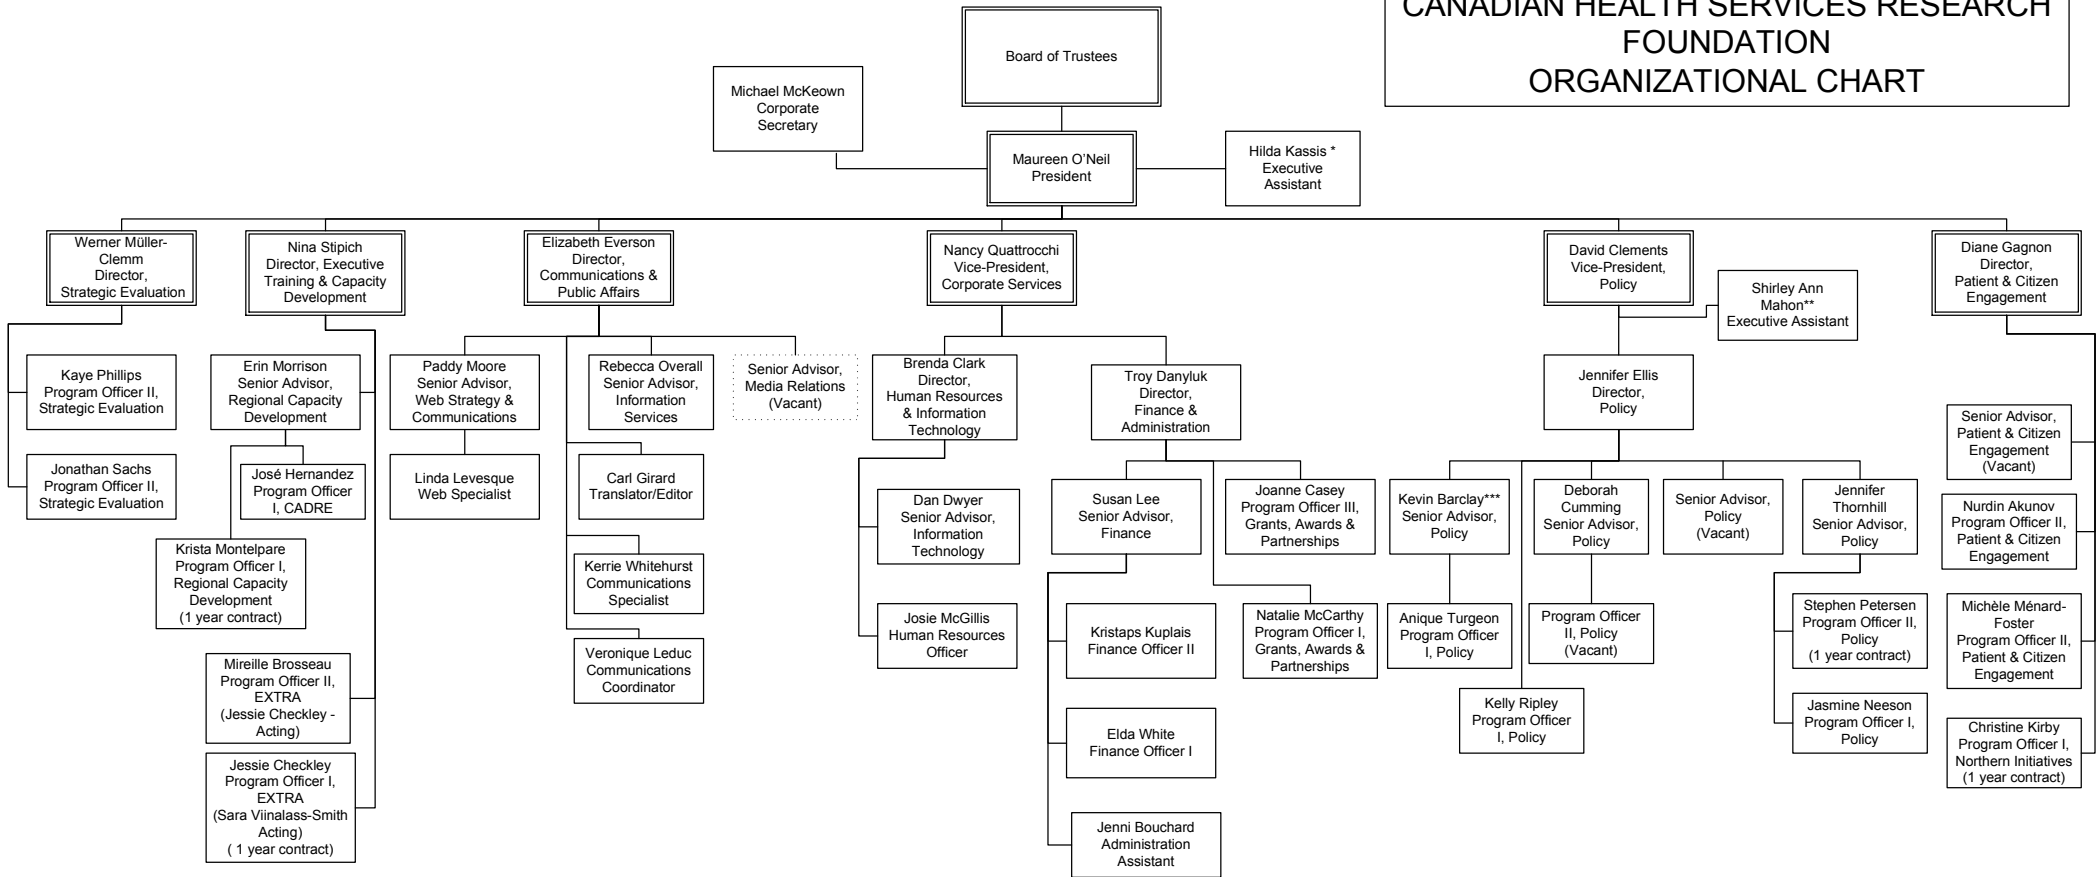 CANADIAN HEALTH SERVICES RESEARCH
FOUNDATION
ORGANIZATIONAL CHART
Board of Trustees
Michael McKeown
Corporate
Secretary
Maureen O'Neil
President
Hilda Kassis *
Executive
Assistant
Werner Müller-
Clemm
Director,
Strategic Evaluation
Nina Stipich
Director, Executive
Training & Capacity
Development
Elizabeth Everson
Director,
Communications &
Public Affairs
Nancy Quattrocchi
Vice-President,
Corporate Services
David Clements
Vice-President,
Policy
Shirley Ann
Mahon**
Executive Assistant
Diane Gagnon
Director,
Patient & Citizen
Engagement
Kaye Phillips
Program Officer II,
Strategic Evaluation
Jonathan Sachs
Program Officer II,
Strategic Evaluation
Erin Morrison
Senior Advisor,
Regional Capacity
Development
José Hernandez
Program Officer
I, CADRE
Krista Montelpare
Program Officer I,
Regional Capacity
Development
(1 year contract)
Mireille Brosseau
Program Officer II,
EXTRA
(Jessie Checkley -
Acting)
Jessie Checkley
Program Officer I,
EXTRA
(Sara Viinalass-Smith
Acting)
( 1 year contract)
Paddy Moore
Senior Advisor,
Web Strategy &
Communications
Linda Levesque
Web Specialist
Rebecca Overall
Senior Advisor,
Information
Services
Senior Advisor,
Media Relations
(Vacant)
Carl Girard
Translator/Editor
Kerrie Whitehurst
Communications
Specialist
Veronique Leduc
Communications
Coordinator
Brenda Clark
Director,
Human Resources
& Information
Technology
Dan Dwyer
Senior Advisor,
Information
Technology
Josie McGillis
Human Resources
Officer
Troy Danyluk
Director,
Finance &
Administration
Susan Lee
Senior Advisor,
Finance
Joanne Casey
Program Officer III,
Grants, Awards &
Partnerships
Kristaps Kuplais
Finance Officer II
Natalie McCarthy
Program Officer I,
Grants, Awards &
Partnerships
Elda White
Finance Officer I
Jenni Bouchard
Administration
Assistant
Jennifer Ellis
Director,
Policy
Kevin Barclay***
Senior Advisor,
Policy
Deborah
Cumming
Senior Advisor,
Policy
Senior Advisor,
Policy
(Vacant)
Jennifer
Thornhill
Senior Advisor,
Policy
Anique Turgeon
Program Officer
I, Policy
Program Officer
II, Policy
(Vacant)
Kelly Ripley
Program Officer
I, Policy
Stephen Petersen
Program Officer II,
Policy
(1 year contract)
Jasmine Neeson
Program Officer I,
Policy
Senior Advisor,
Patient & Citizen
Engagement
(Vacant)
Nurdin Akunov
Program Officer II,
Patient & Citizen
Engagement
Michèle Ménard-
Foster
Program Officer II,
Patient & Citizen
Engagement
Christine Kirby
Program Officer I,
Northern Initiatives
(1 year contract)